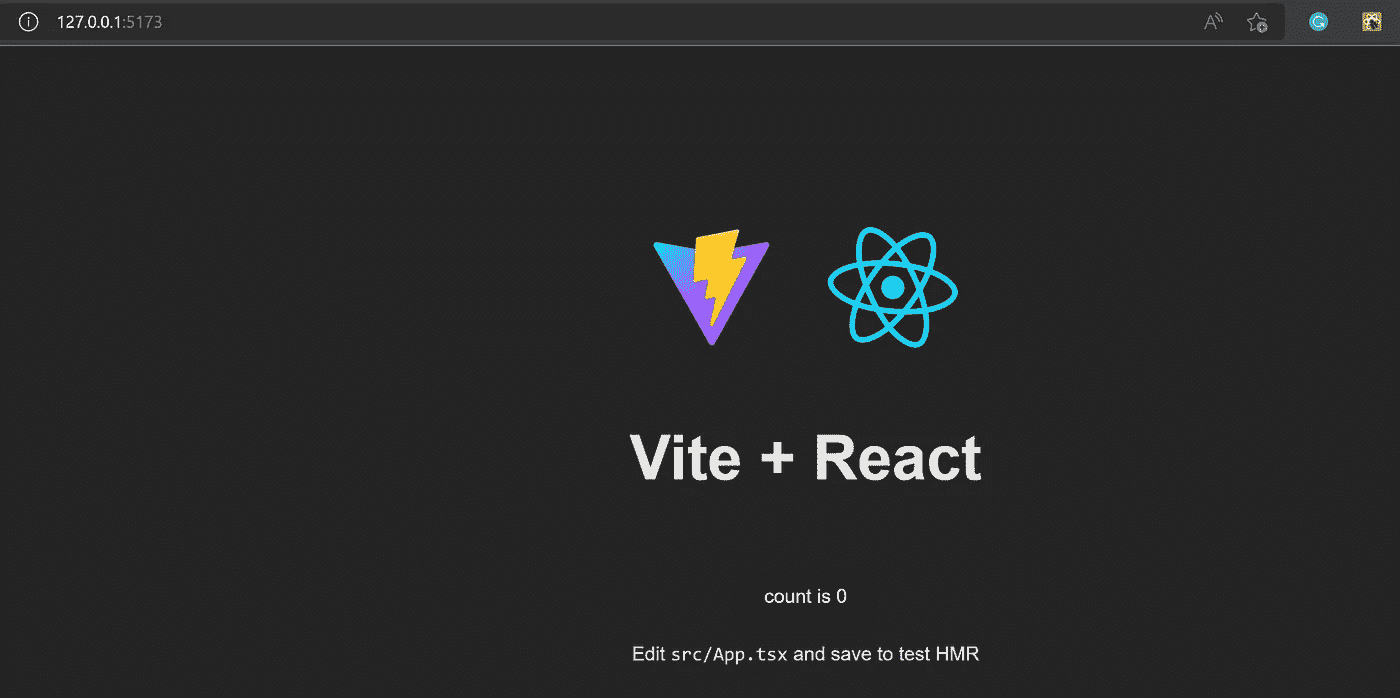 127.0.0.1:5173
Vite + React
count is 0
Edit src/App.tsx and save to test HMR